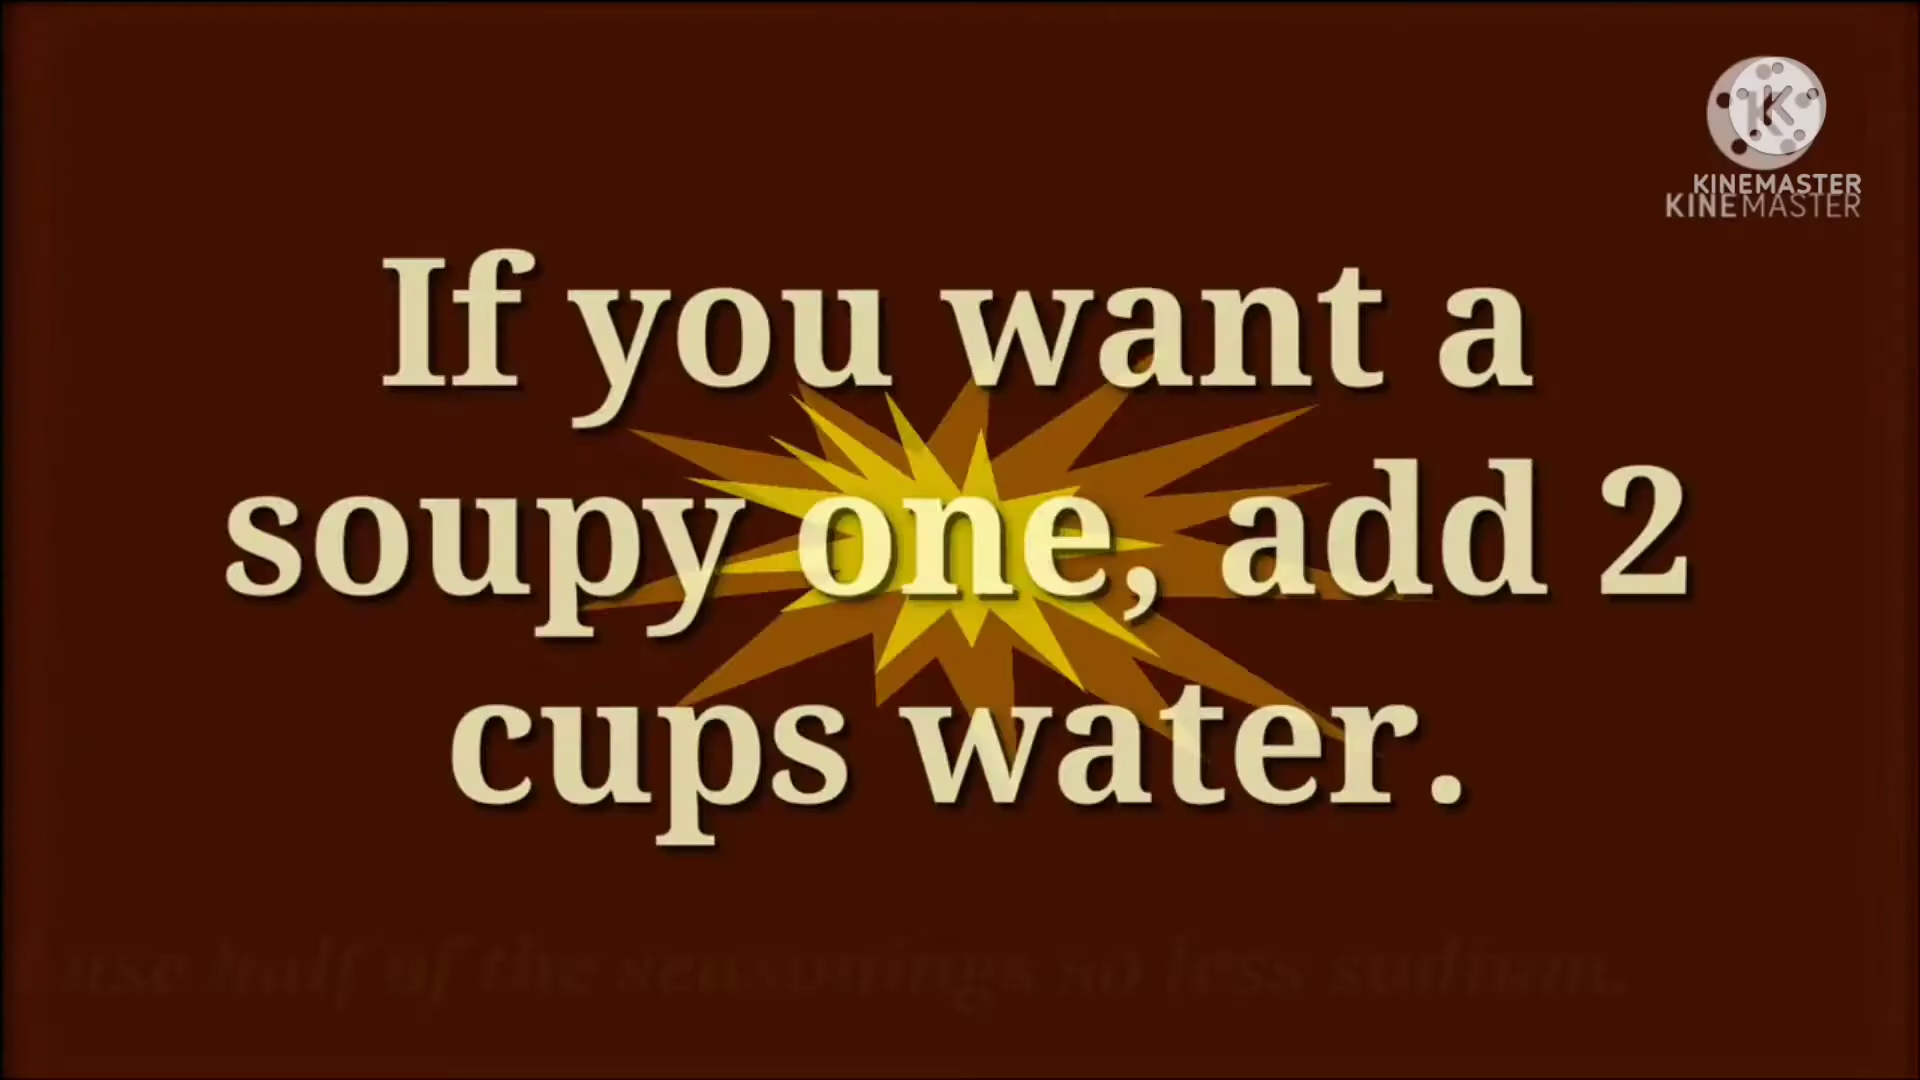 KINEMASTER
KINEMASTER
If you want a
soupy one, add 2
cups water.
use half of the seasonings so less sodium.